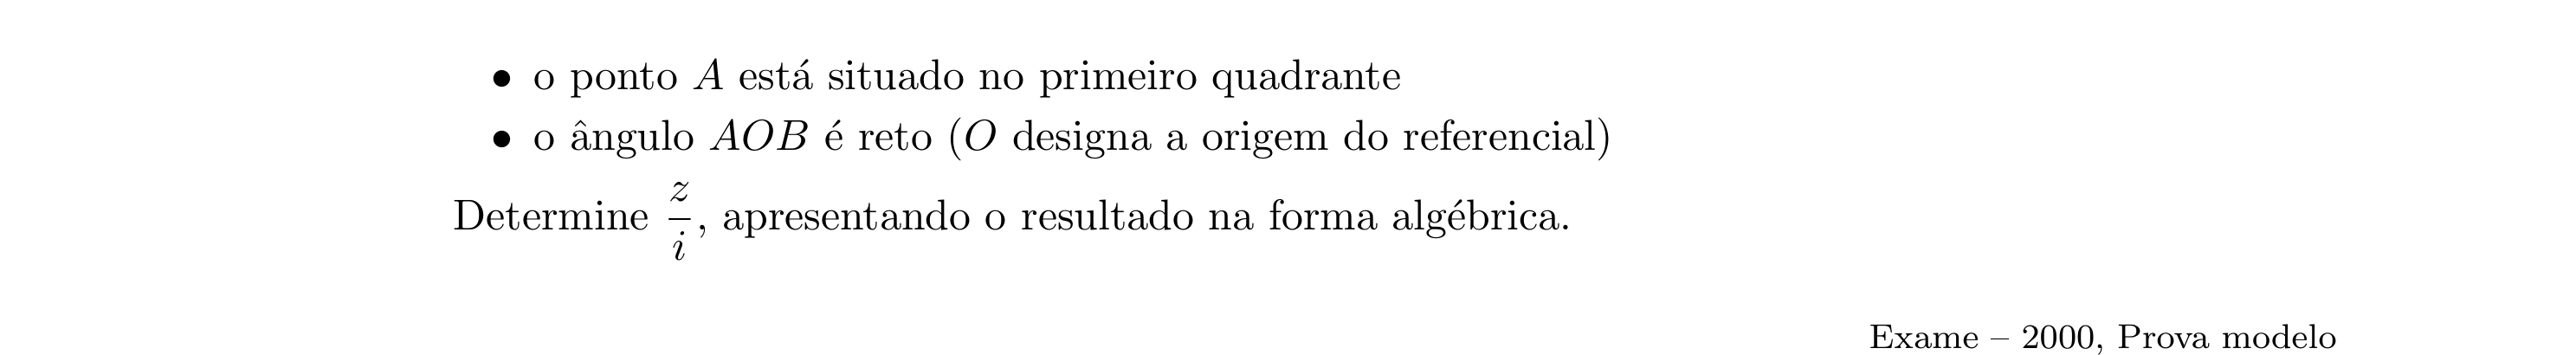 • o ponto A está situado no primeiro quadrante
• o ângulo AOB é reto (O designa a origem do referencial)
Determine z/i, apresentando o resultado na forma algébrica.
Exame – 2000, Prova modelo